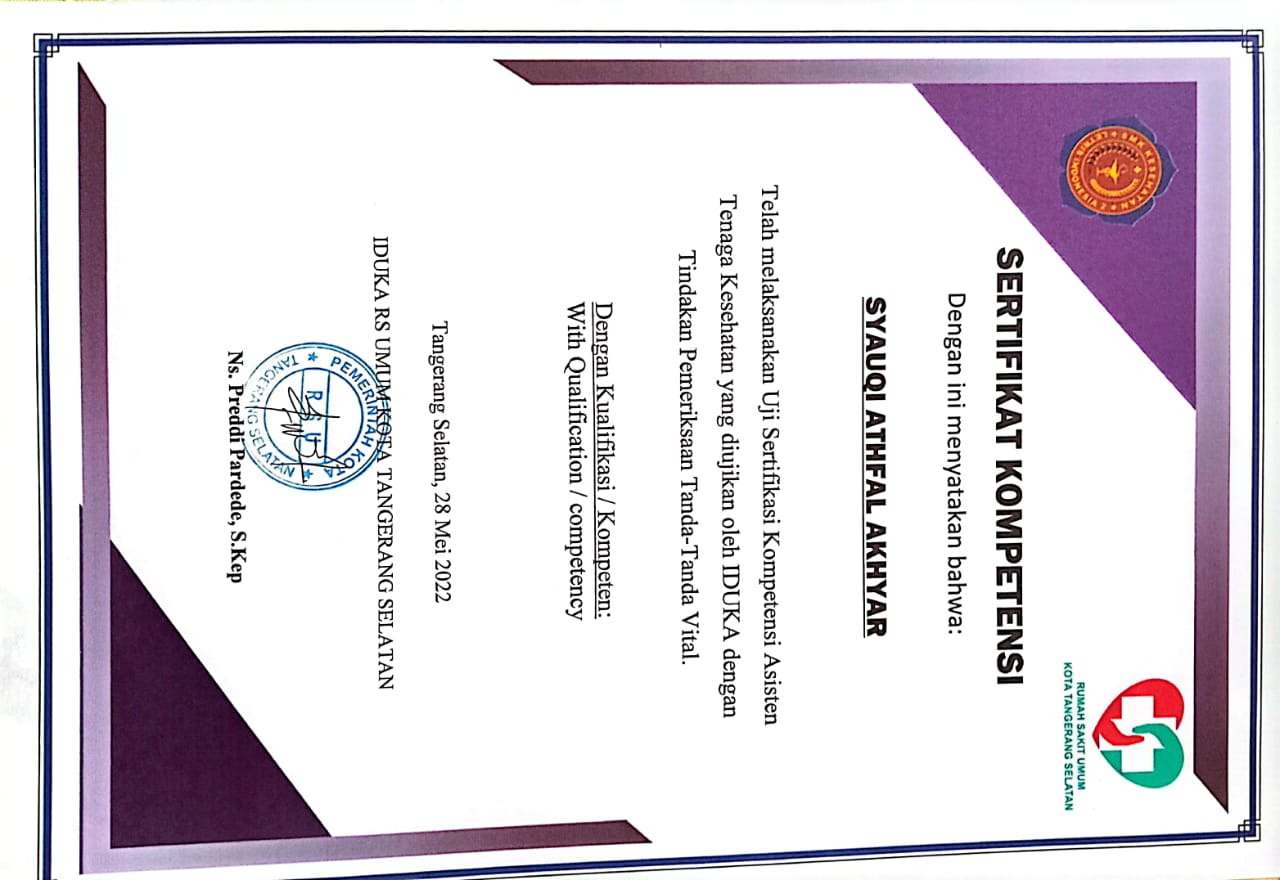 SMK KESEHATAN
LETRIS INDONESIA 2
RUMAH SAKIT UMUM
KOTA TANGERANG SELATAN
SERTIFIKAT KOMPETENSI
Dengan ini menyatakan bahwa:
SYAUQI ATHFAL AKHYAR
Telah melaksanakan Uji Sertifikasi Kompetensi Asisten
Tenaga Kesehatan yang diujikan oleh IDUKA dengan
Tindakan Pemeriksaan Tanda-Tanda Vital.
Dengan Kualifikasi / Kompeten:
With Qualification / competency
Tangerang Selatan, 28 Mei 2022
IDUKA RS UMUM KOTA TANGERANG SELATAN
PEMERINTAH KOTA
R S U
TANGERANG SELATAN
Ns. Preddi Pardede, S.Kep